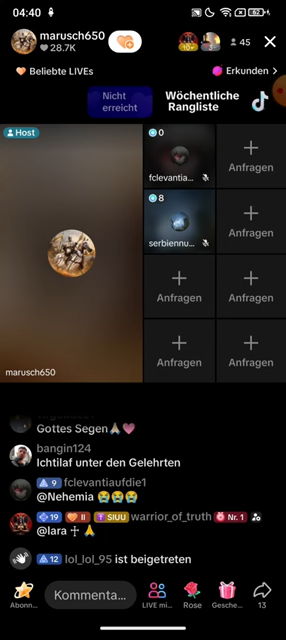 04:40
62
marusch650
28.7K
10+
3
45
Beliebte LIVEs
Erkunden >
Nicht erreicht
Wöchentliche Rangliste
Host
0
fclevantia...
Anfragen
8
serbiennu...
Anfragen
Anfragen
Anfragen
Anfragen
Anfragen
marusch650
Gottes Segen🙏💗
bangin124
Ichtilaf unter den Gelehrten
9 fclevantiaufdie1
@Nehemia 😭😭😭
19 II SIUU warrior_of_truth Nr. 1
@lara ✝️ 🙏
12 lol_lol_95 ist beigetreten
Abonn...
Kommenta...
LIVE mi...
Rose
Gesche...
13